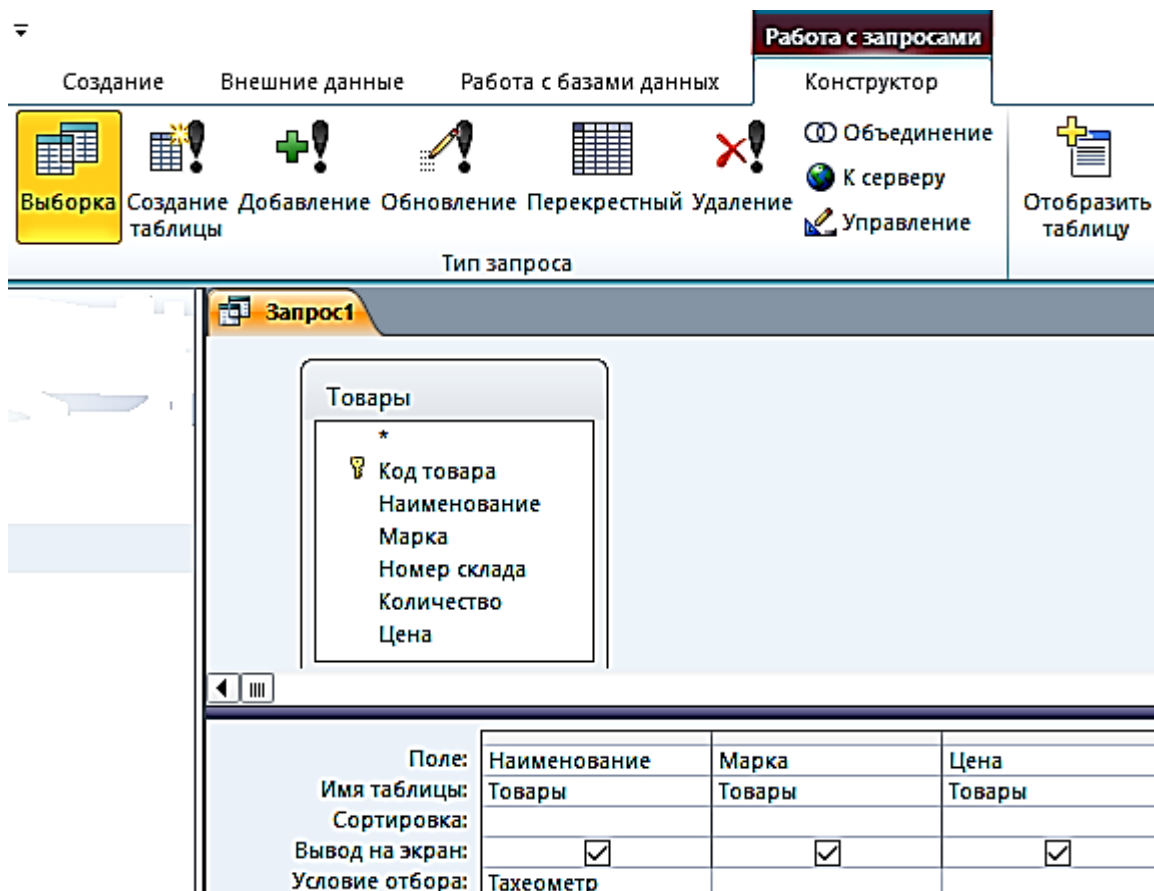 Работа с запросами
Создание Внешние данные Работа с базами данных Конструктор
Выборка Создание таблицы Добавление Обновление Перекрестный Удаление
Объединение
К серверу
Управление
Отобразить таблицу
Тип запроса
Запрос1
Товары
*
Код товара
Наименование
Марка
Номер склада
Количество
Цена
Поле: Наименование Марка Цена
Имя таблицы: Товары Товары Товары
Сортировка:
Вывод на экран:
Условие отбора: Тахеометр